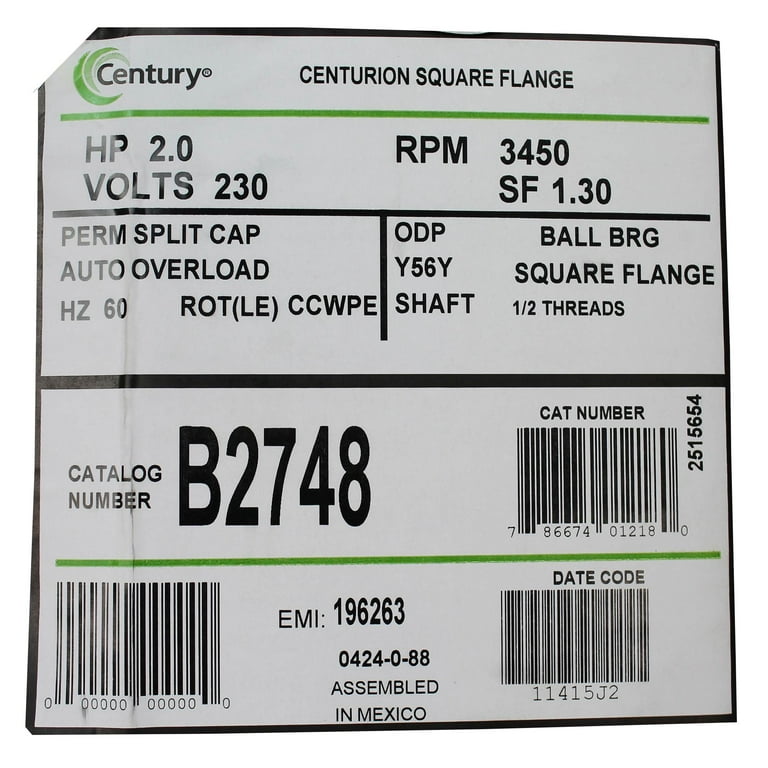 Century®
CENTURION SQUARE FLANGE
HP 2.0 RPM 3450
VOLTS 230 SF 1.30
PERM SPLIT CAP ODP BALL BRG
AUTO OVERLOAD Y56Y SQUARE FLANGE
HZ 60 ROT(LE) CCWPE SHAFT 1/2 THREADS
CAT NUMBER
2515654
CATALOG
NUMBER
B2748
7 86674 01218 0
DATE CODE
EMI: 196263
0424-0-88
ASSEMBLED
IN MEXICO
0 00000 00000 0
11415J2